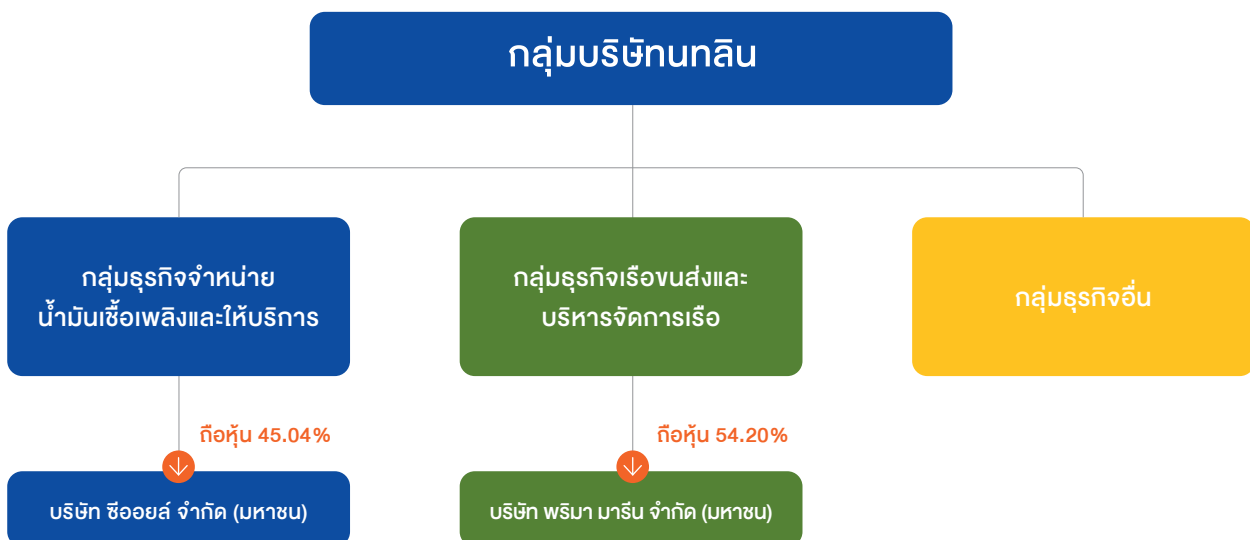 กลุ่มบริษัทนทลิน
กลุ่มธุรกิจจำหน่าย
น้ำมันเชื้อเพลิงและให้บริการ
กลุ่มธุรกิจเรือขนส่งและ
บริหารจัดการเรือ
กลุ่มธุรกิจอื่น
ถือหุ้น 45.04%
ถือหุ้น 54.20%
บริษัท ซีออยล์ จำกัด (มหาชน)
บริษัท พริมา มารีน จำกัด (มหาชน)